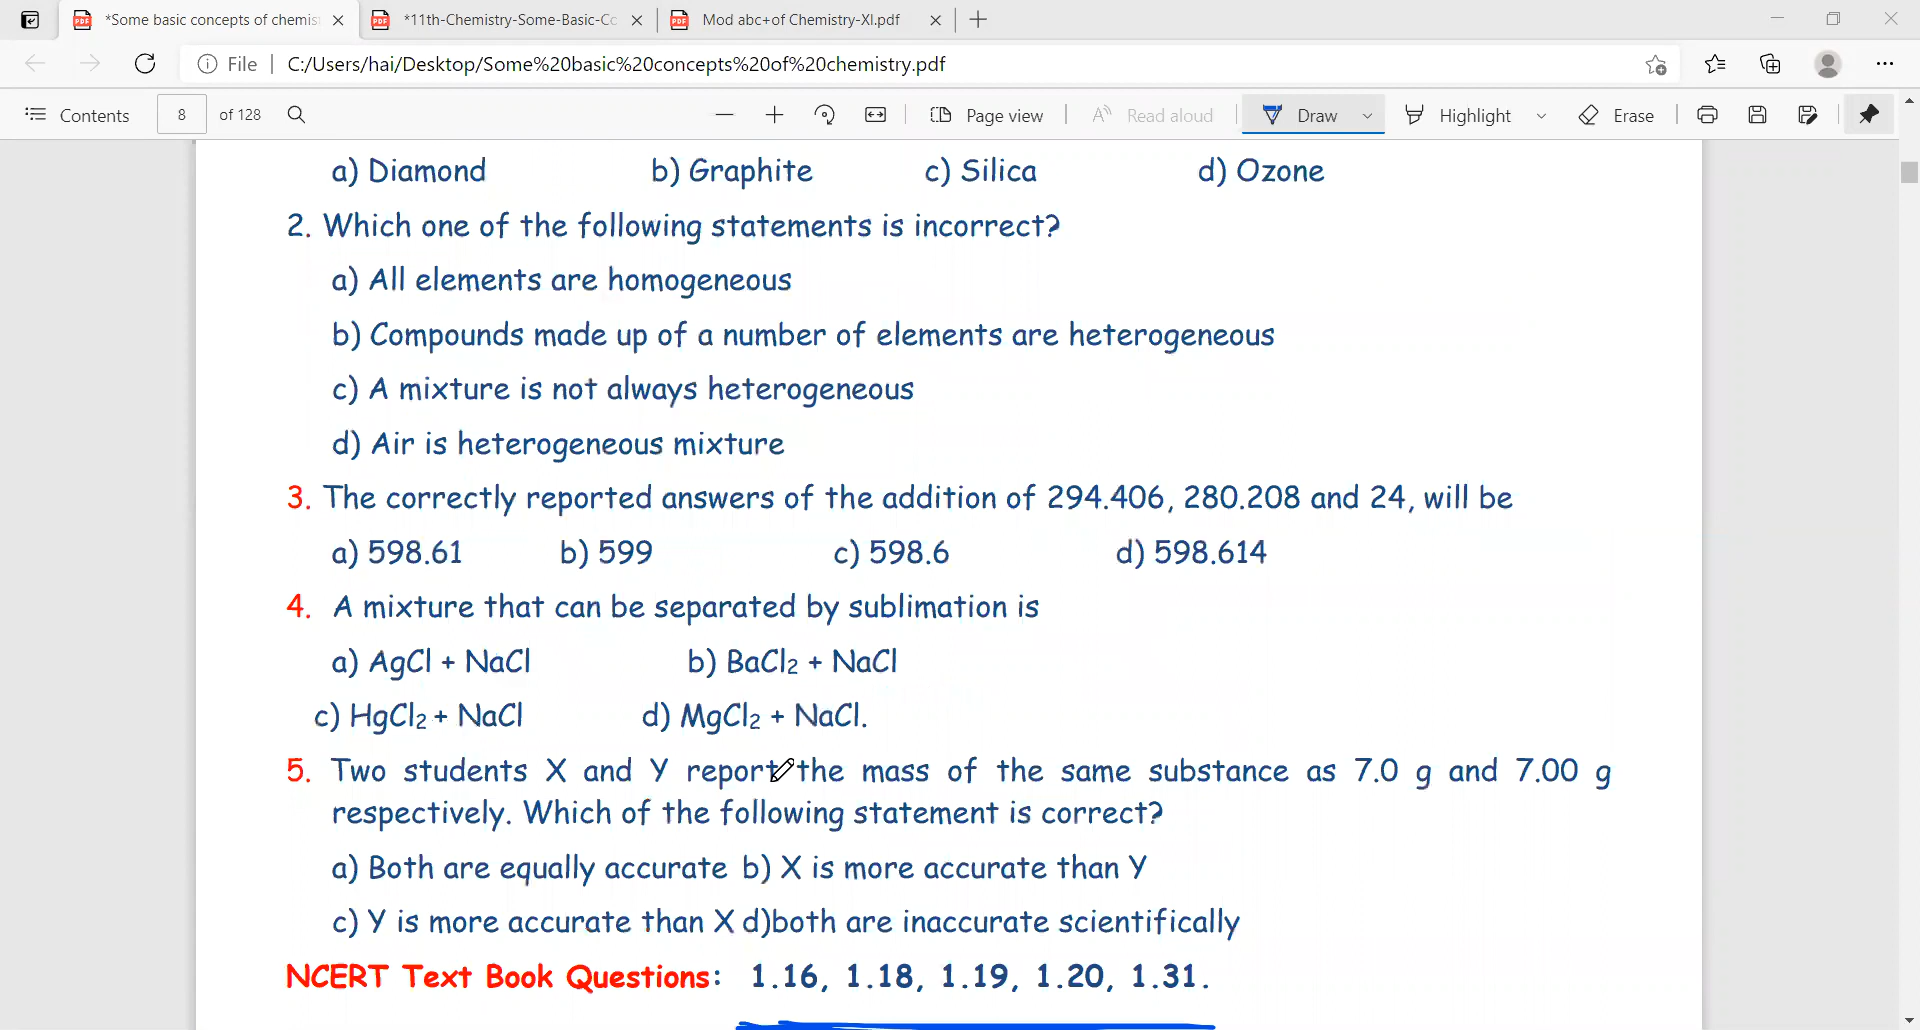 *Some basic concepts of chemis
*11th-Chemistry-Some-Basic-Co
Mod abc+of Chemistry-XI.pdf
File
C:/Users/hai/Desktop/Some%20basic%20concepts%20of%20chemistry.pdf
Contents 8 of 128 Page view Read aloud Draw Highlight Erase
a) Diamond b) Graphite c) Silica d) Ozone
2. Which one of the following statements is incorrect?
a) All elements are homogeneous
b) Compounds made up of a number of elements are heterogeneous
c) A mixture is not always heterogeneous
d) Air is heterogeneous mixture
3. The correctly reported answers of the addition of 294.406, 280.208 and 24, will be
a) 598.61 b) 599 c) 598.6 d) 598.614
4. A mixture that can be separated by sublimation is
a) AgCl + NaCl b) BaCl₂ + NaCl
c) HgCl₂ + NaCl d) MgCl₂ + NaCl.
5. Two students X and Y report the mass of the same substance as 7.0 g and 7.00 g
respectively. Which of the following statement is correct?
a) Both are equally accurate b) X is more accurate than Y
c) Y is more accurate than X d)both are inaccurate scientifically
NCERT Text Book Questions: 1.16, 1.18, 1.19, 1.20, 1.31.